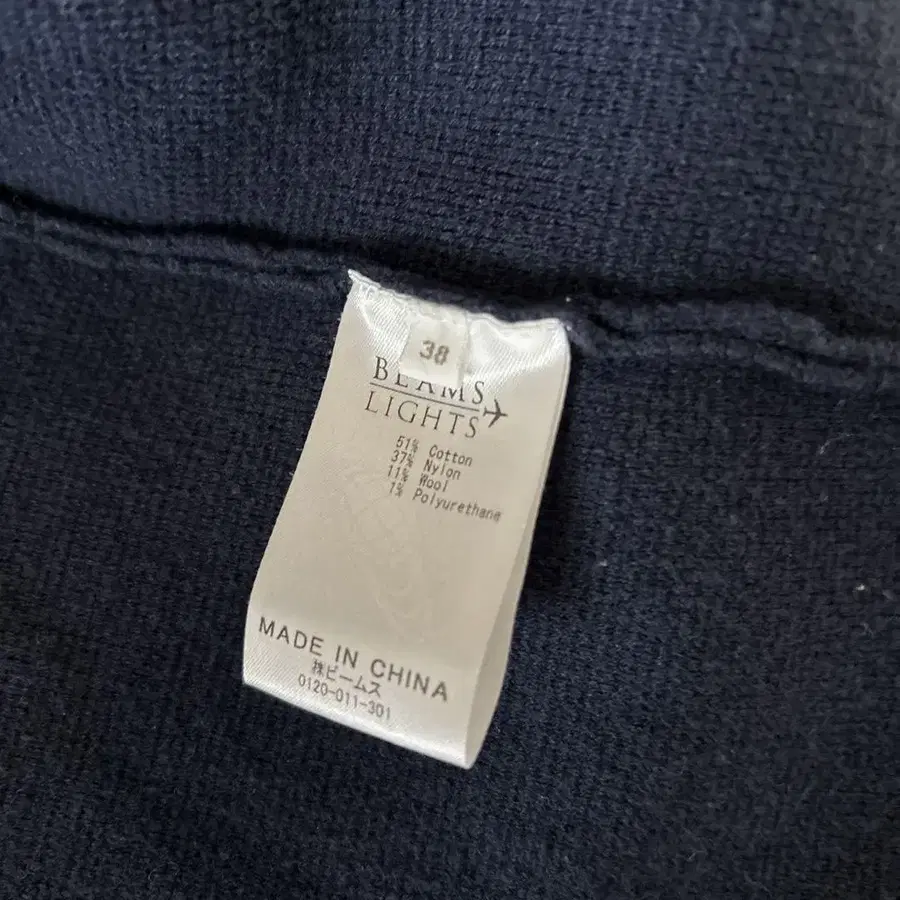 38
BEAMS
LIGHTS
51% Cotton
37% Nylon
11% Wool
1% Polyurethane
MADE IN CHINA
㈱ビームス
0120-011-301